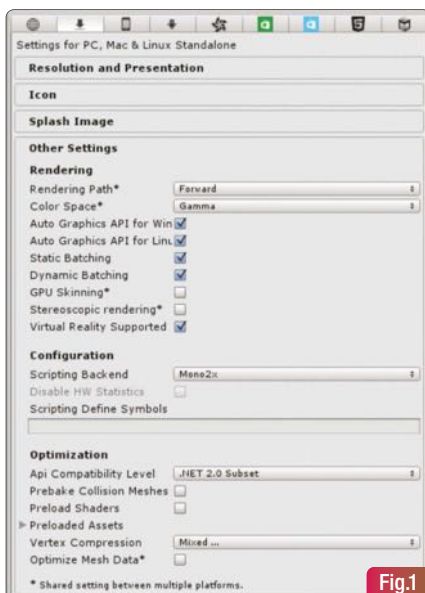 Settings for PC, Mac & Linux Standalone
Resolution and Presentation
Icon
Splash Image
Other Settings
Rendering
Rendering Path* Forward
Color Space* Gamma
Auto Graphics API for Win
Auto Graphics API for Linu
Static Batching
Dynamic Batching
GPU Skinning*
Stereoscopic rendering*
Virtual Reality Supported
Configuration
Scripting Backend Mono2x
Disable HW Statistics
Scripting Define Symbols
Optimization
Api Compatibility Level .NET 2.0 Subset
Prebake Collision Meshes
Preload Shaders
Preloaded Assets
Vertex Compression Mixed ...
Optimize Mesh Data*
* Shared setting between multiple platforms.
Fig.1